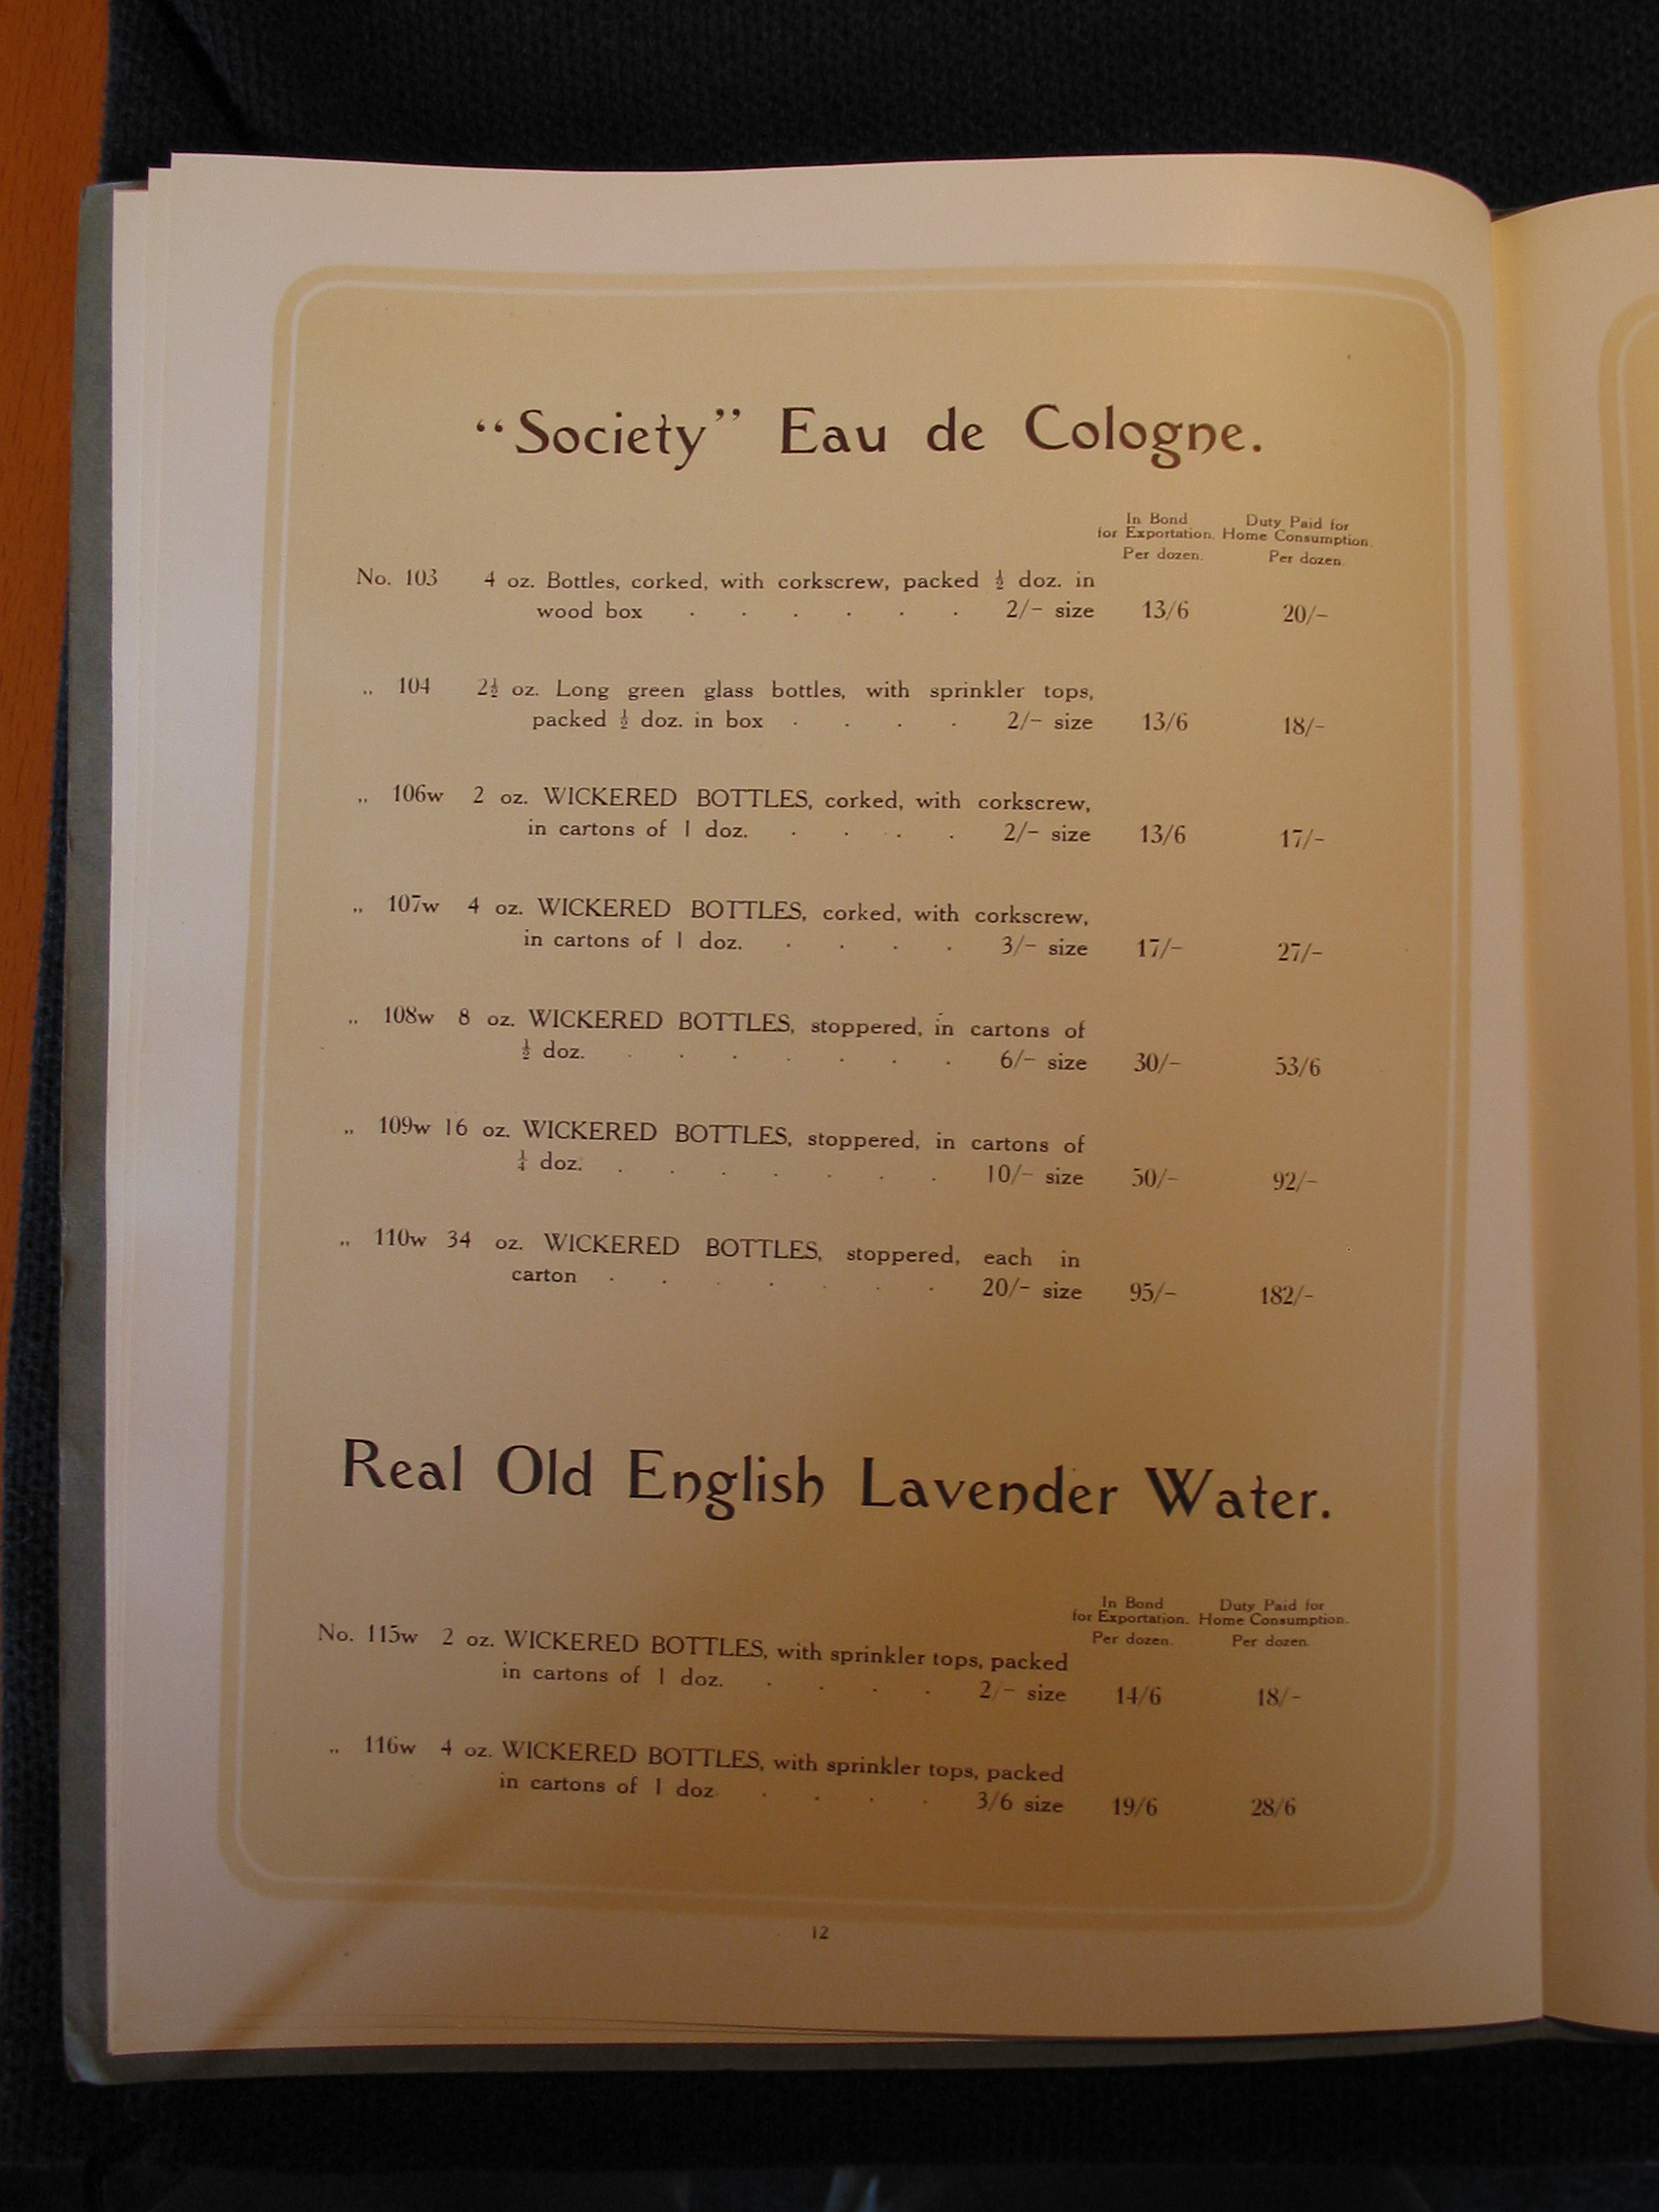 “Society” Eau de Cologne.
In Bond Duty Paid for
for Exportation. Home Consumption.
Per dozen. Per dozen.
No. 103 4 oz. Bottles, corked, with corkscrew, packed ½ doz. in
wood box . . . . . . 2/– size 13/6 20/–
„ 104 2½ oz. Long green glass bottles, with sprinkler tops,
packed ½ doz. in box . . . . 2/– size 13/6 18/–
„ 106w 2 oz. WICKERED BOTTLES, corked, with corkscrew,
in cartons of 1 doz. . . . . 2/– size 13/6 17/–
„ 107w 4 oz. WICKERED BOTTLES, corked, with corkscrew,
in cartons of 1 doz. . . . . 3/– size 17/– 27/–
„ 108w 8 oz. WICKERED BOTTLES, stoppered, in cartons of
½ doz. . . . . . . . 6/– size 30/– 53/6
„ 109w 16 oz. WICKERED BOTTLES, stoppered, in cartons of
¼ doz. . . . . . . . 10/– size 50/– 92/–
„ 110w 34 oz. WICKERED BOTTLES, stoppered, each in
carton . . . . . . . 20/– size 95/– 182/–
Real Old English Lavender Water.
In Bond Duty Paid for
for Exportation. Home Consumption.
Per dozen. Per dozen.
No. 115w 2 oz. WICKERED BOTTLES, with sprinkler tops, packed
in cartons of 1 doz. . . . . 2/– size 14/6 18/–
„ 116w 4 oz. WICKERED BOTTLES, with sprinkler tops, packed
in cartons of 1 doz . . . . 3/6 size 19/6 28/6
12